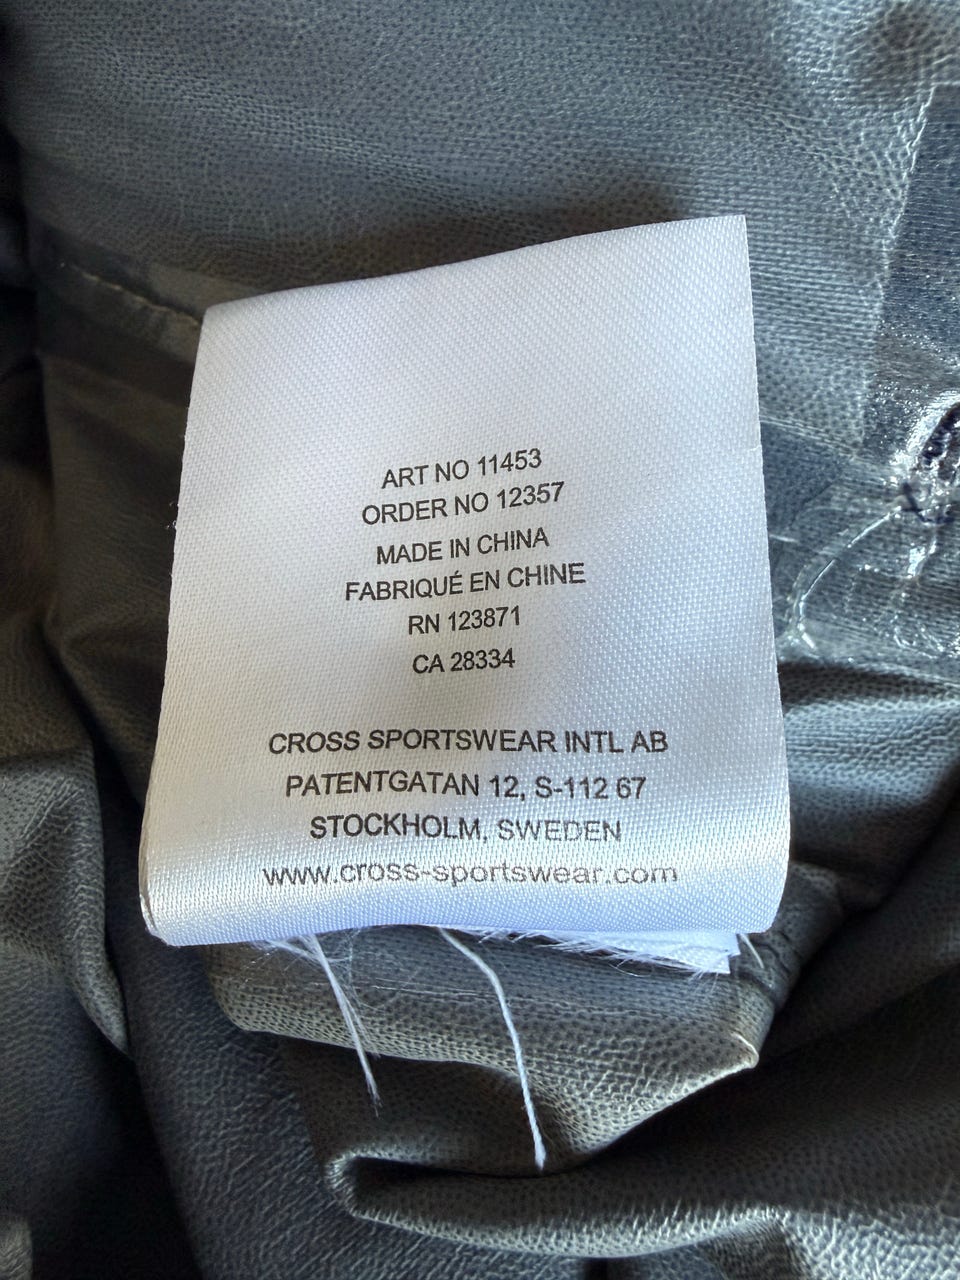 ART NO 11453
ORDER NO 12357
MADE IN CHINA
FABRIQUÉ EN CHINE
RN 123871
CA 28334
CROSS SPORTSWEAR INTL AB
PATENTGATAN 12, S-112 67
STOCKHOLM, SWEDEN
www.cross-sportswear.com